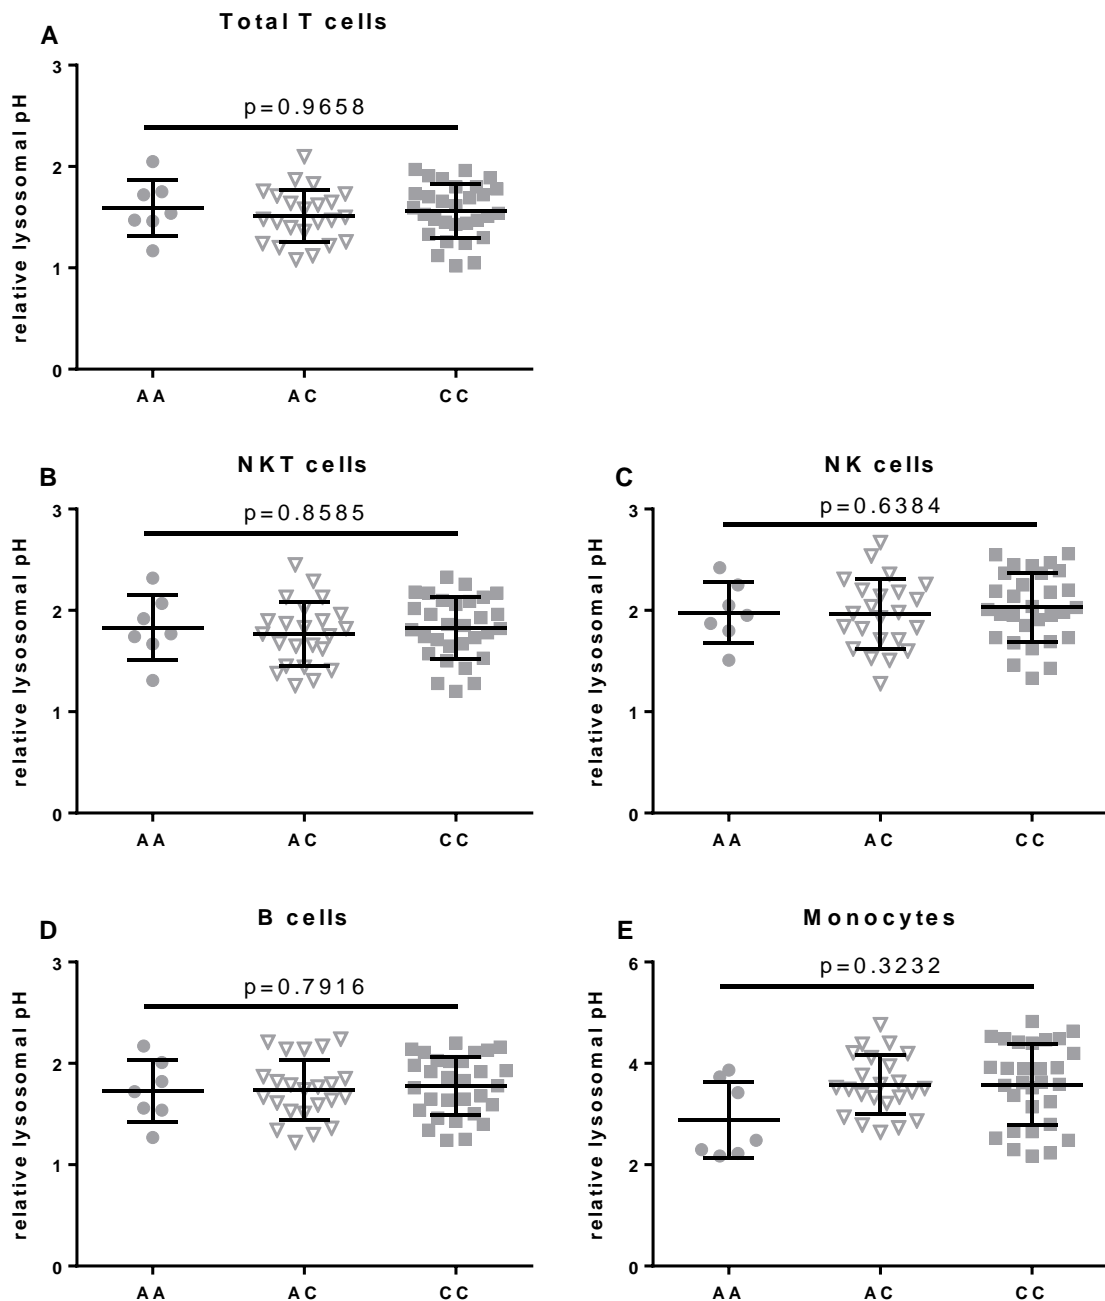 A
Total T cells
relative lysosomal pH
3
2
1
0
p=0.9658
AA
AC
CC
B
NKT cells
relative lysosomal pH
3
2
1
0
p=0.8585
AA
AC
CC
C
NK cells
relative lysosomal pH
3
2
1
0
p=0.6384
AA
AC
CC
D
B cells
relative lysosomal pH
3
2
1
0
p=0.7916
AA
AC
CC
E
Monocytes
relative lysosomal pH
6
4
2
0
p=0.3232
AA
AC
CC